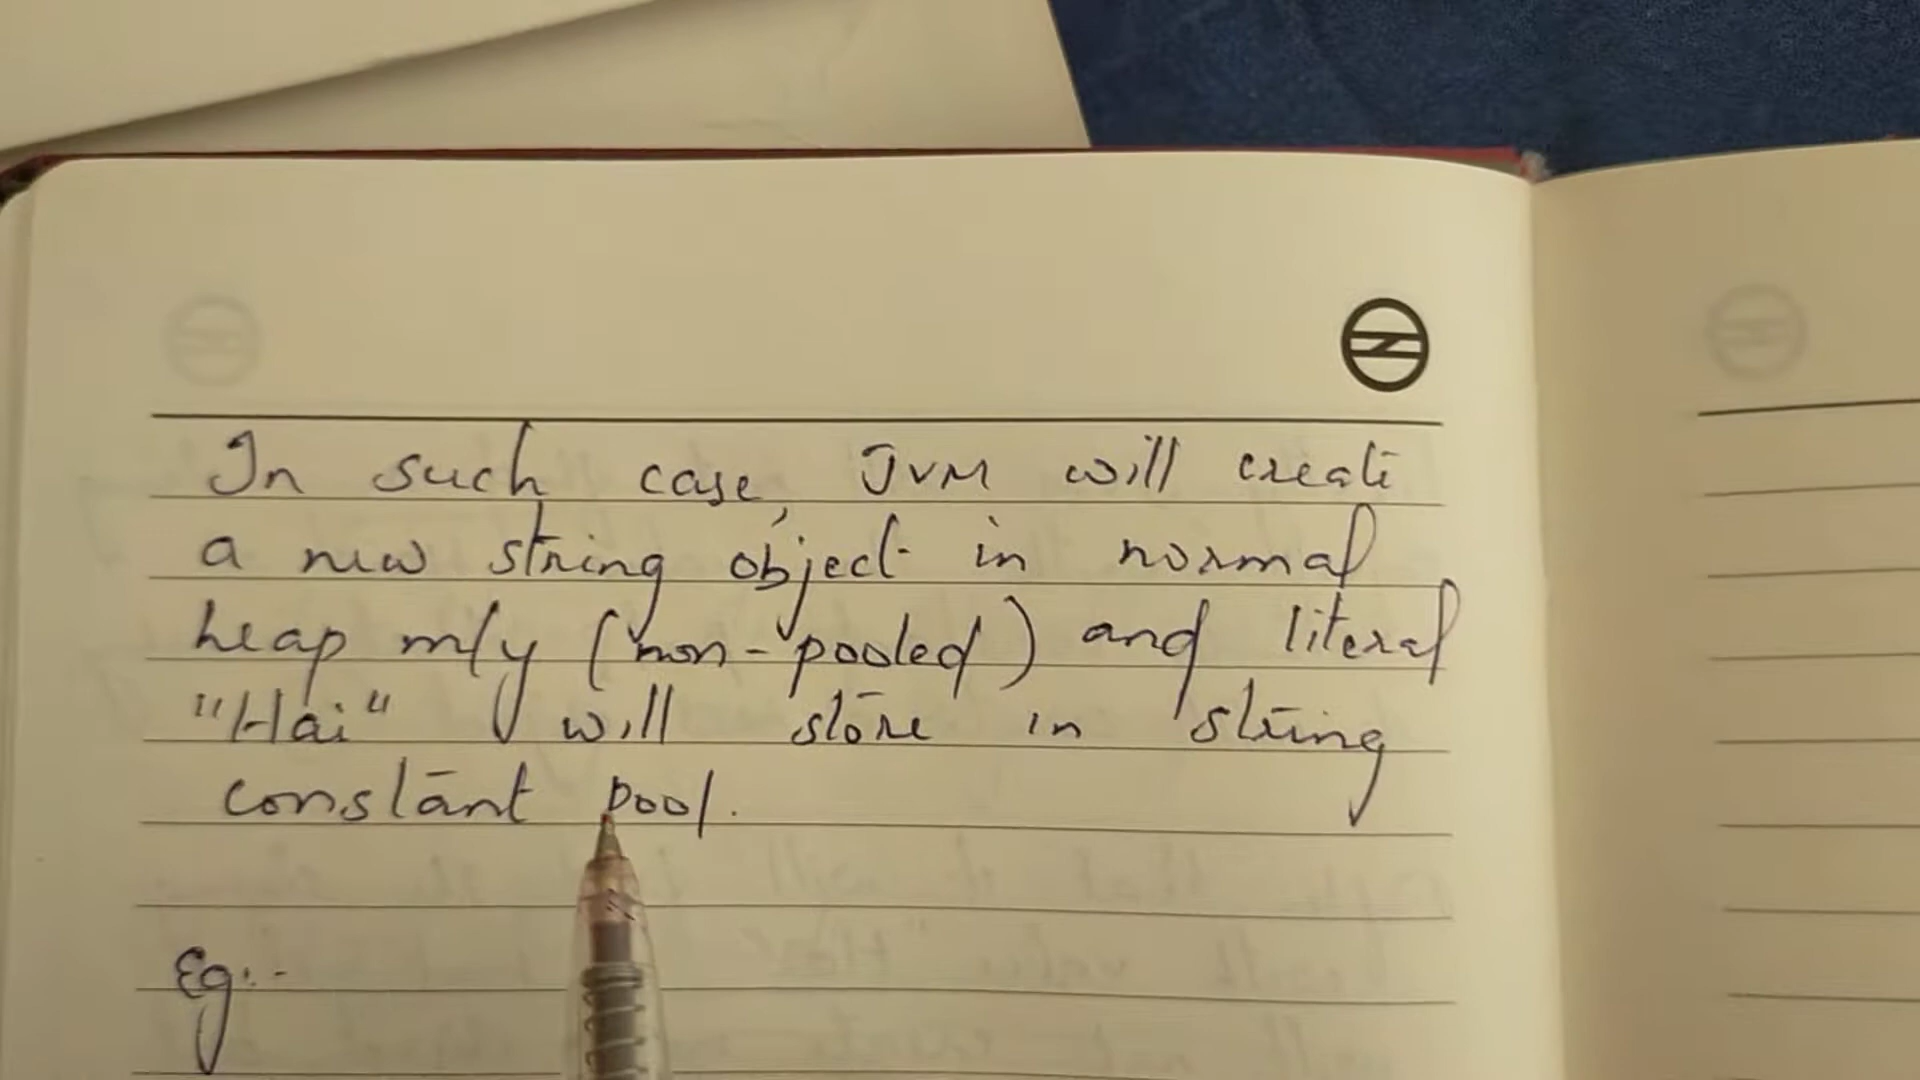 In such case, JVM will create
a new string object in normal
heap m/y (non-pooled) and literal
"Hai" will store in string
constant pool.
Eg:-